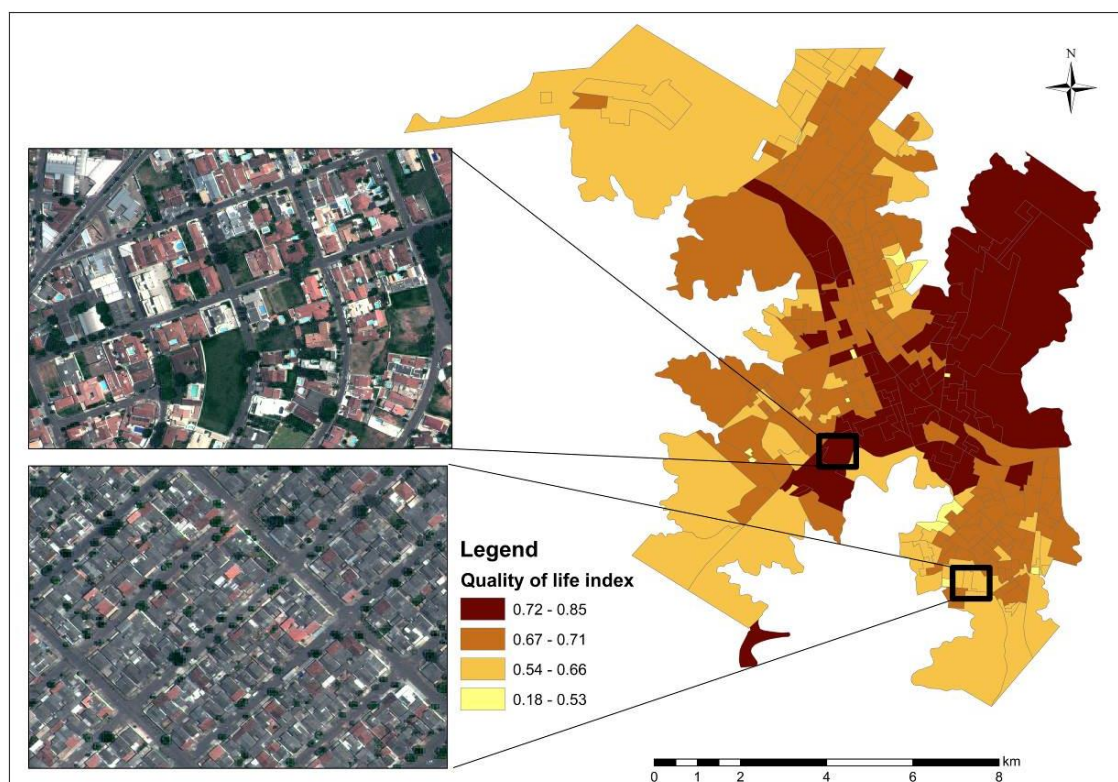 N
Legend
Quality of life index
0.72 - 0.85
0.67 - 0.71
0.54 - 0.66
0.18 - 0.53
km
0 1 2 4 6 8